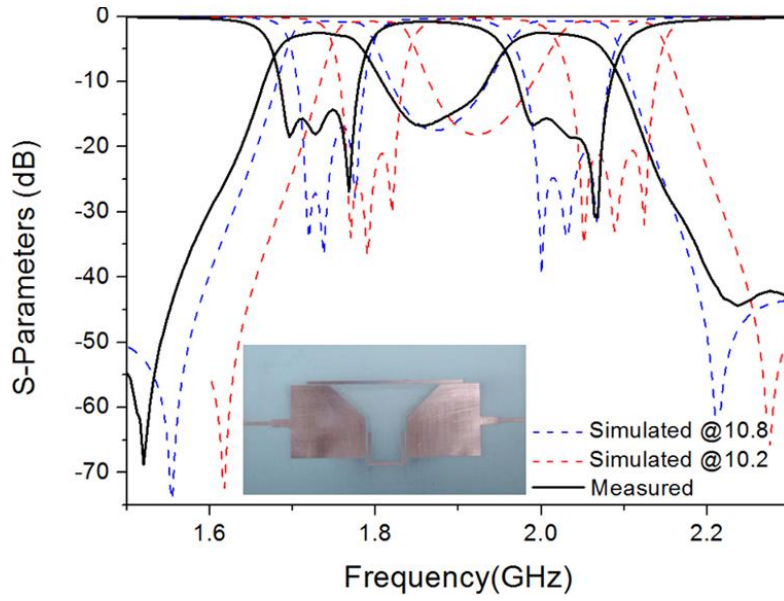 0
-10
-20
-30
-40
-50
-60
-70
S-Parameters (dB)
Simulated @10.8
Simulated @10.2
Measured
1.6
1.8
2.0
2.2
Frequency(GHz)